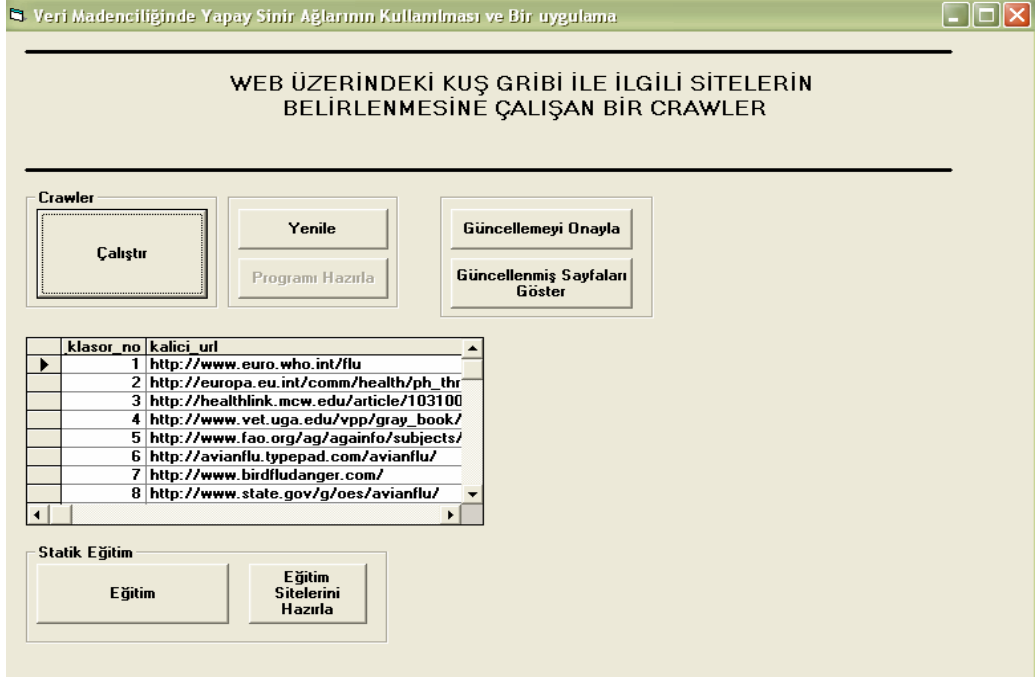 Veri Madenciliğinde Yapay Sinir Ağlarının Kullanılması ve Bir uygulama
WEB ÜZERİNDEKİ KUŞ GRİBİ İLE İLGİLİ SİTELERİN
BELİRLENMESİNE ÇALIŞAN BİR CRAWLER
Crawler
Çalıştır
Yenile
Programı Hazırla
Güncellemeyi Onayla
Güncellenmiş Sayfaları
Göster
klasor_no kalici_url
1 http://www.euro.who.int/flu
2 http://europa.eu.int/comm/health/ph_thr
3 http://healthlink.mcw.edu/article/103100
4 http://www.vet.uga.edu/vpp/gray_book/
5 http://www.fao.org/ag/againfo/subjects/
6 http://avianflu.typepad.com/avianflu/
7 http://www.birdfludanger.com/
8 http://www.state.gov/g/oes/avianflu/
Statik Eğitim
Eğitim
Eğitim
Sitelerini
Hazırla